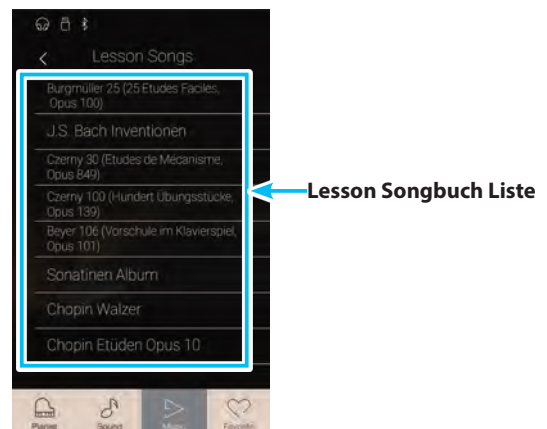 Lesson Songs
Burgmüller 25 (25 Etudes Faciles,
Opus 100)
J.S. Bach Inventionen
Czerny 30 (Etudes de Mécanisme,
Opus 849)
Czerny 100 (Hundert Übungsstücke,
Opus 139)
Beyer 106 (Vorschule im Klavierspiel,
Opus 101)
Sonatinen Album
Chopin Walzer
Chopin Etüden Opus 10
Lesson Songbuch Liste
Pianist Sound Music Favorite